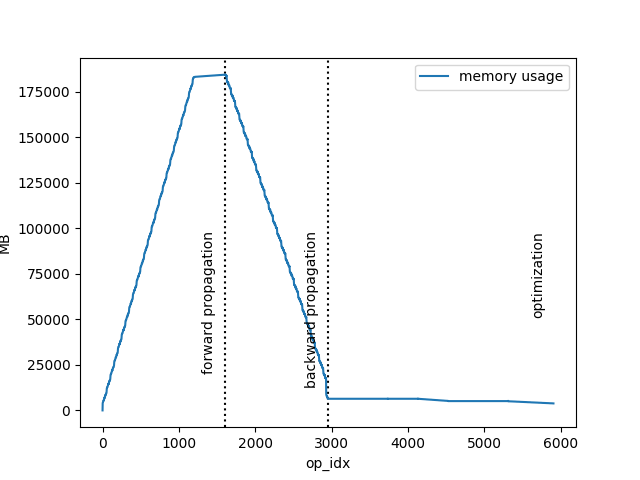 memory usage
175000
150000
125000
100000
75000
50000
25000
0
MB
forward propagation
backward propagation
optimization
0 1000 2000 3000 4000 5000 6000
op_idx